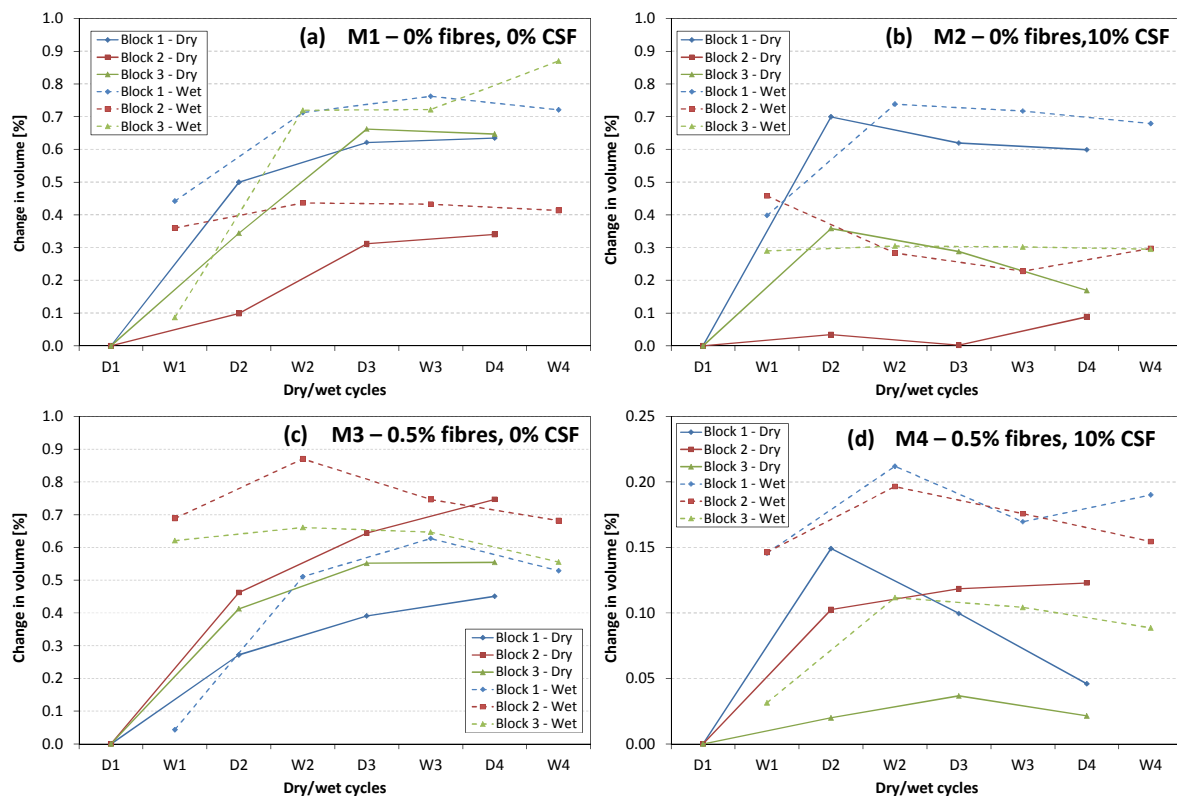 (a) M1 – 0% fibres, 0% CSF
Block 1 - Dry
Block 2 - Dry
Block 3 - Dry
Block 1 - Wet
Block 2 - Wet
Block 3 - Wet
Change in volume [%]
1.0
0.9
0.8
0.7
0.6
0.5
0.4
0.3
0.2
0.1
0.0
D1 W1 D2 W2 D3 W3 D4 W4
Dry/wet cycles
(b) M2 – 0% fibres,10% CSF
Block 1 - Dry
Block 2 - Dry
Block 3 - Dry
Block 1 - Wet
Block 2 - Wet
Block 3 - Wet
Change in volume [%]
1.0
0.9
0.8
0.7
0.6
0.5
0.4
0.3
0.2
0.1
0.0
D1 W1 D2 W2 D3 W3 D4 W4
Dry/wet cycles
(c) M3 – 0.5% fibres, 0% CSF
Change in volume [%]
1.0
0.9
0.8
0.7
0.6
0.5
0.4
0.3
0.2
0.1
0.0
Block 1 - Dry
Block 2 - Dry
Block 3 - Dry
Block 1 - Wet
Block 2 - Wet
Block 3 - Wet
D1 W1 D2 W2 D3 W3 D4 W4
Dry/wet cycles
(d) M4 – 0.5% fibres, 10% CSF
Block 1 - Dry
Block 2 - Dry
Block 3 - Dry
Block 1 - Wet
Block 2 - Wet
Block 3 - Wet
Change in volume [%]
0.25
0.20
0.15
0.10
0.05
0.00
D1 W1 D2 W2 D3 W3 D4 W4
Dry/wet cycles